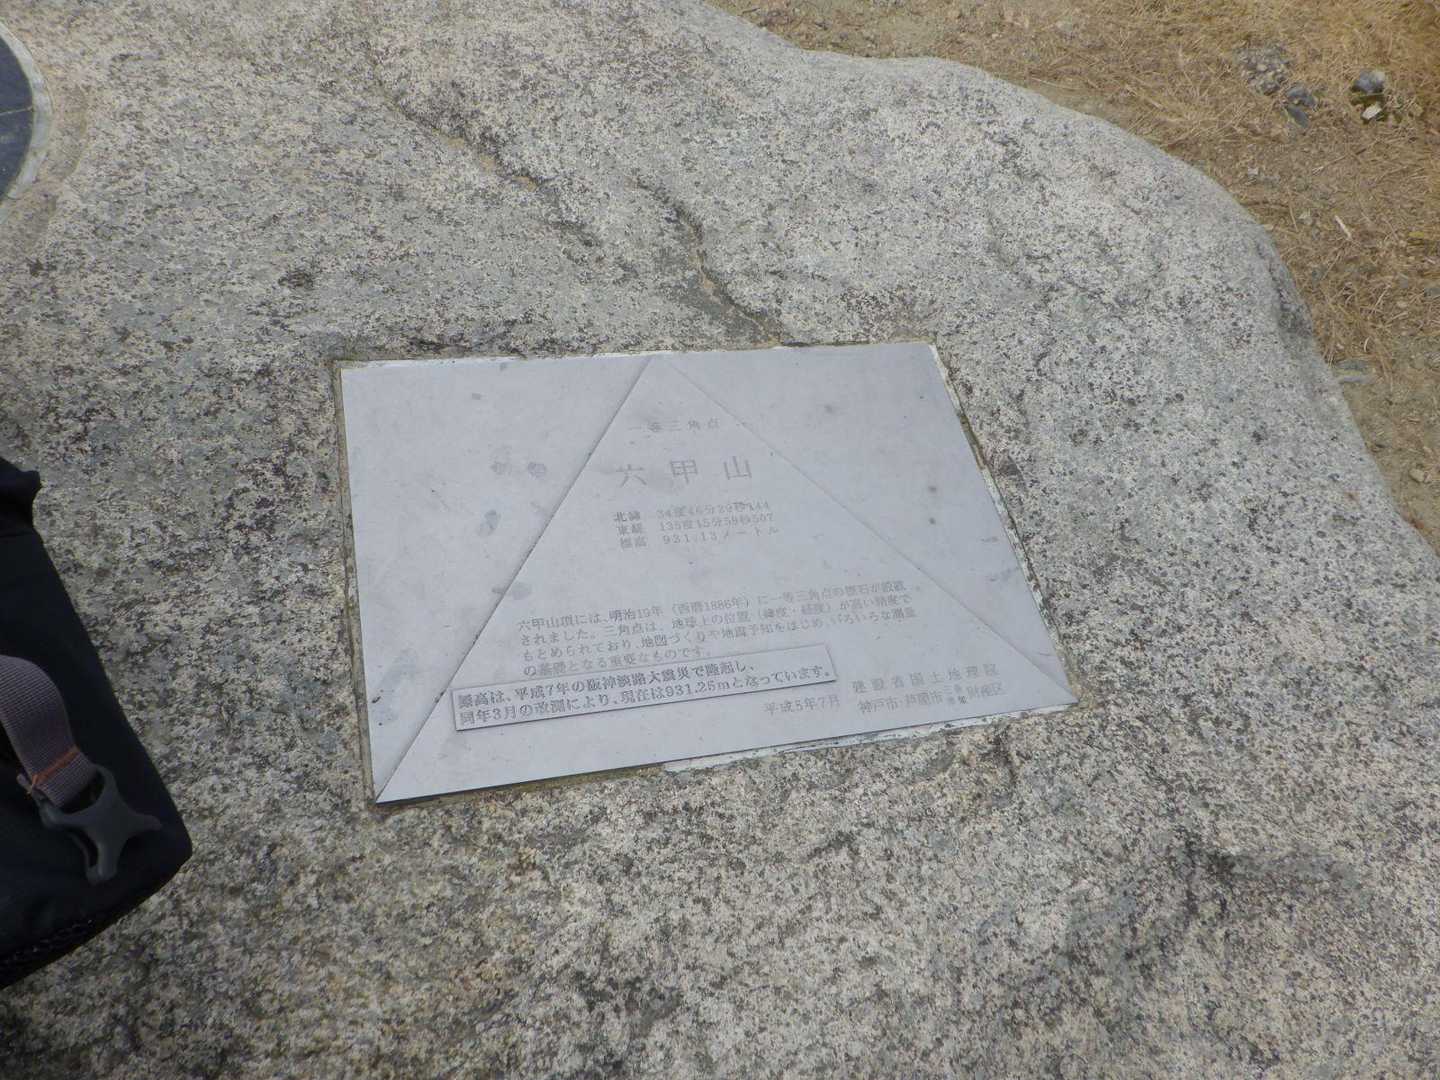 一等三角点
六甲山
北緯 34度46分29秒144
東経 135度15分59秒507
標高 931.13メートル
六甲山頂には、明治19年（西暦1886年）に一等三角点の標石が設置
されました。三角点は、地球上の位置（緯度・経度）が高い精度で
もとめられており、地図づくりや地震予知をはじめ、いろいろな測量
の基礎となる重要なものです。
標高は、平成7年の阪神淡路大震災で隆起し、
同年3月の改測により、現在は931.25mとなっています。
平成5年7月
建設省国土地理院
神戸市・芦屋市 財産区